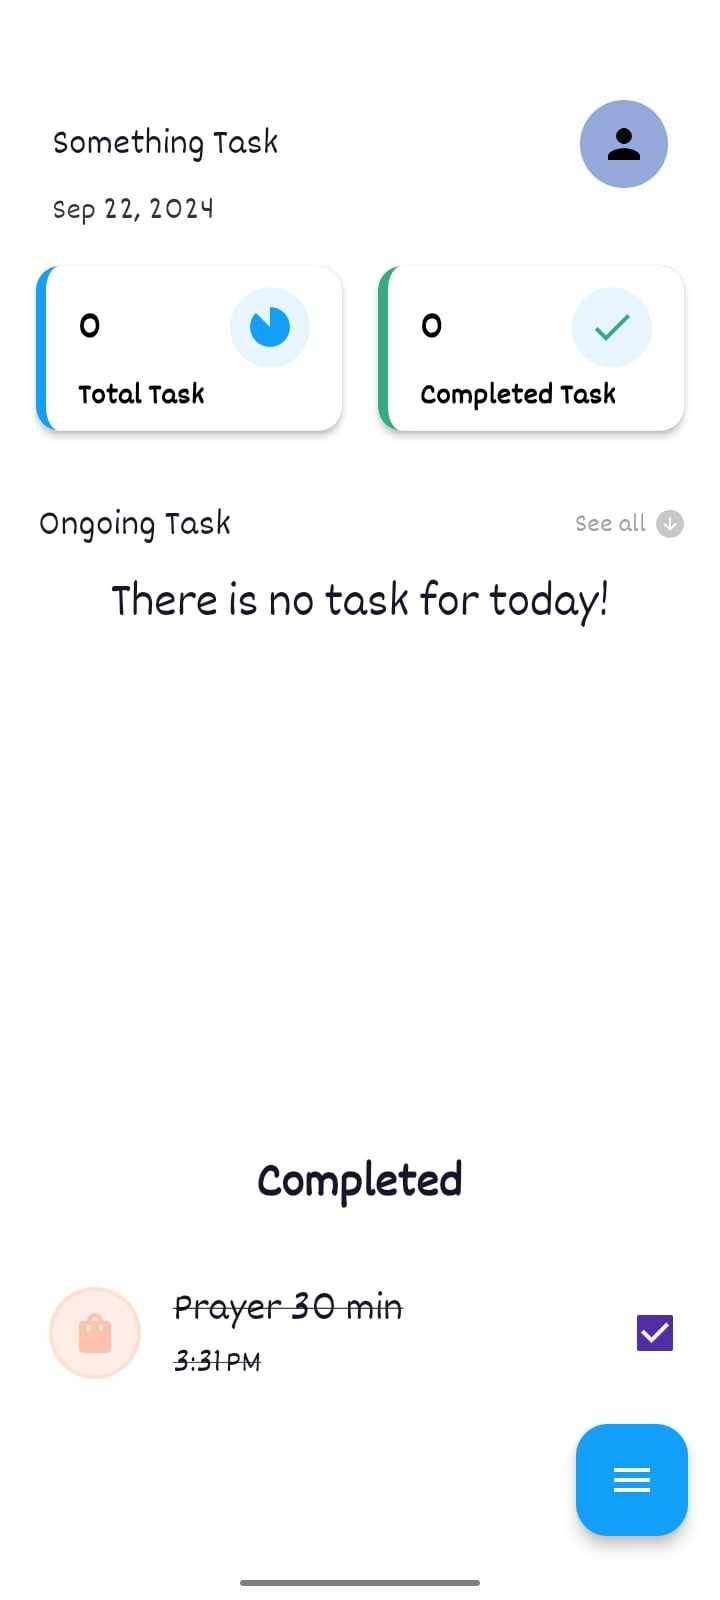 Something Task
Sep 22, 2024
0
Total Task
0
Completed Task
Ongoing Task
See all
There is no task for today!
Completed
Prayer 30 min
3:31 PM